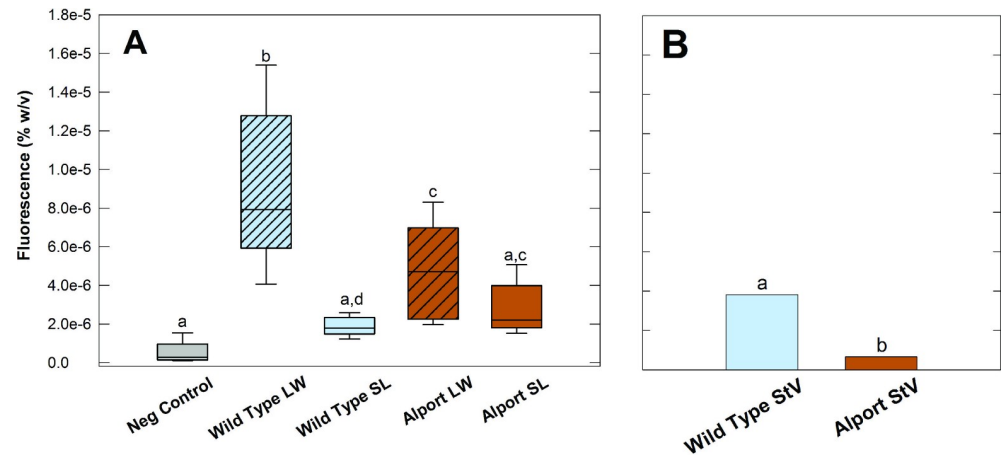 A
B
Fluorescence (% w/v)
1.8e-5
1.6e-5
1.4e-5
1.2e-5
1.0e-5
8.0e-6
6.0e-6
4.0e-6
2.0e-6
0.0
a
b
a,d
c
a,c
Neg Control
Wild Type LW
Wild Type SL
Alport LW
Alport SL
a
b
Wild Type StV
Alport StV